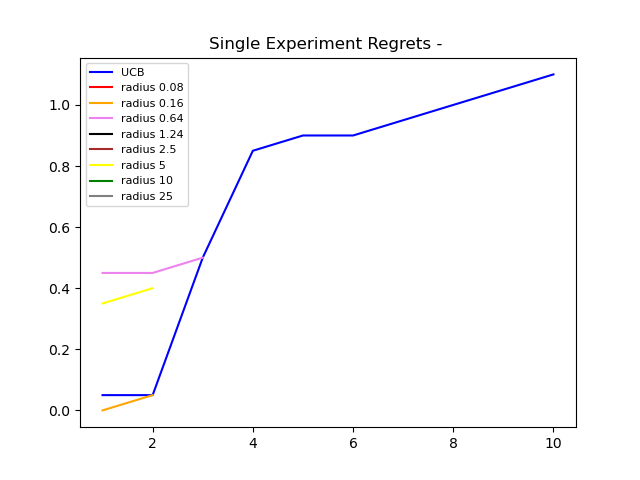 Single Experiment Regrets -
UCB
radius 0.08
radius 0.16
radius 0.64
radius 1.24
radius 2.5
radius 5
radius 10
radius 25
1.0
0.8
0.6
0.4
0.2
0.0
2
4
6
8
10